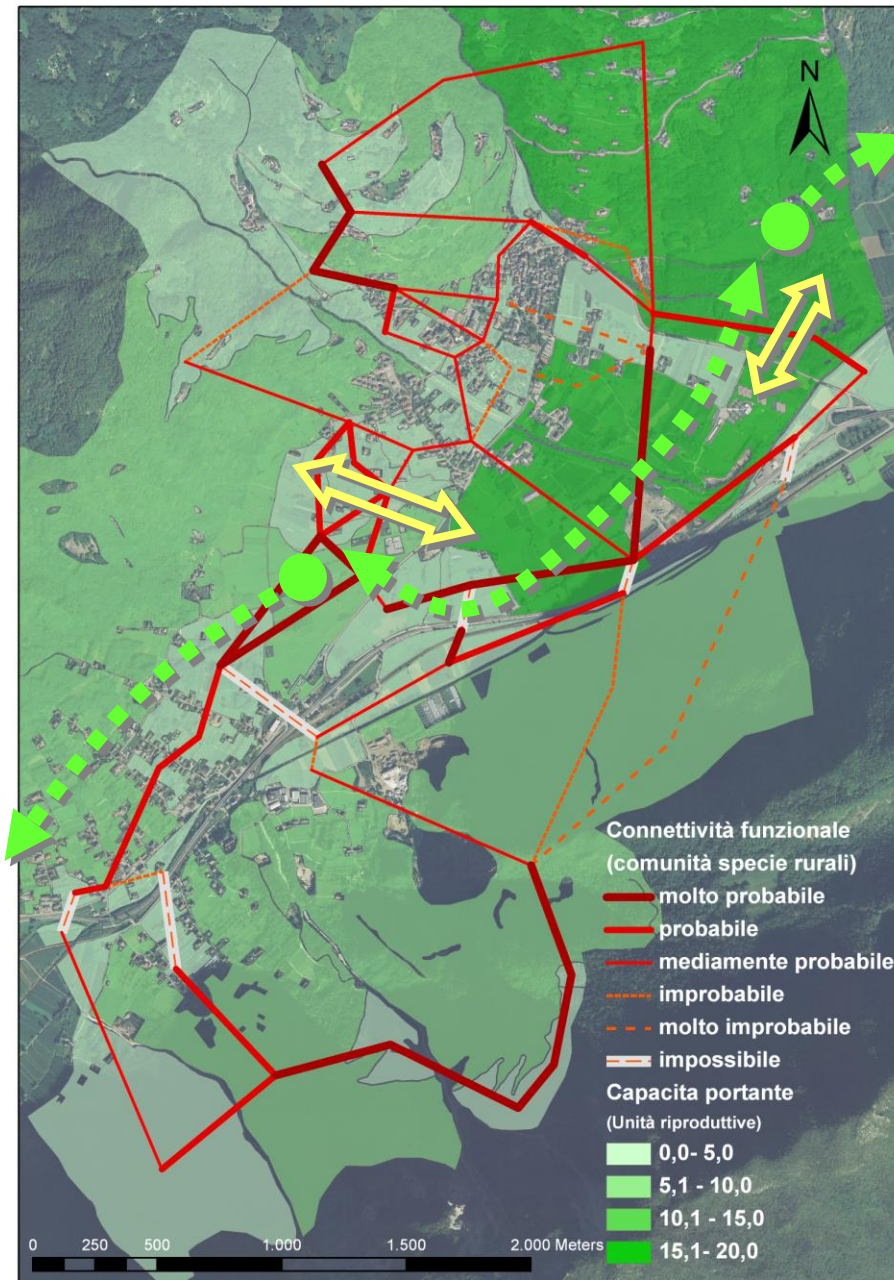 N
Connettività funzionale
(comunità specie rurali)
molto probabile
probabile
mediamente probabile
improbabile
molto improbabile
impossibile
Capacita portante
(Unità riproduttive)
0,0- 5,0
5,1 - 10,0
10,1 - 15,0
15,1- 20,0
0 250 500 1.000 1.500 2.000 Meters